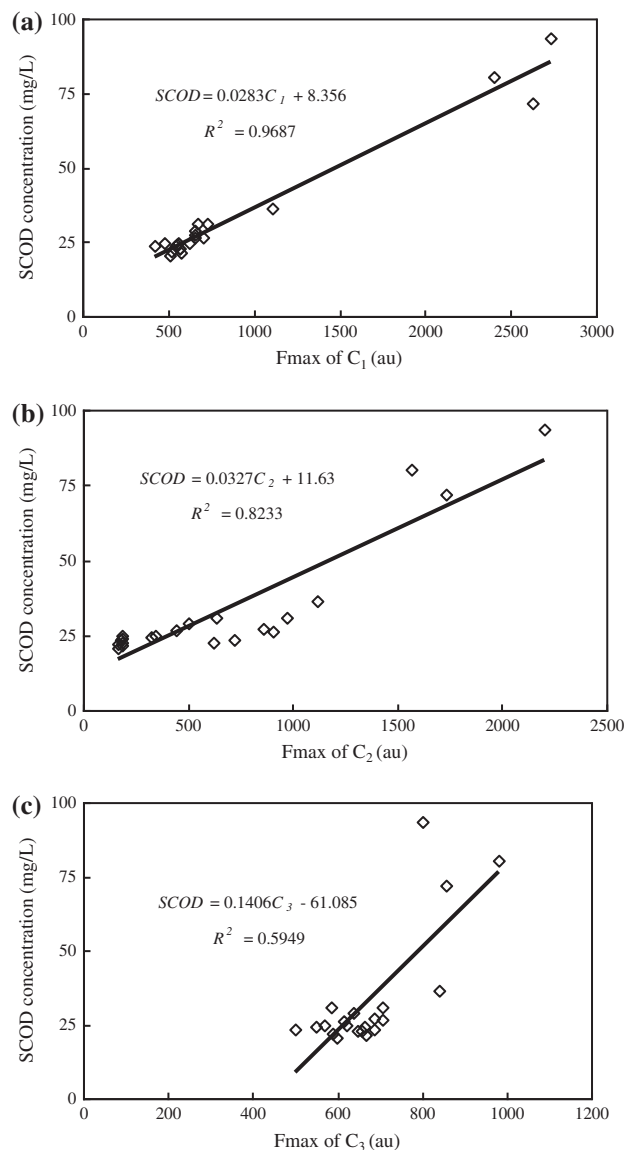 (a)
100
75
50
25
0
SCOD concentration (mg/L)
SCOD = 0.0283C₁ + 8.356
R² = 0.9687
0 500 1000 1500 2000 2500 3000
Fmax of C₁ (au)
(b)
100
75
50
25
0
SCOD concentration (mg/L)
SCOD = 0.0327C₂ + 11.63
R² = 0.8233
0 500 1000 1500 2000 2500
Fmax of C₂ (au)
(c)
100
75
50
25
0
SCOD concentration (mg/L)
SCOD = 0.1406C₃ - 61.085
R² = 0.5949
0 200 400 600 800 1000 1200
Fmax of C₃ (au)